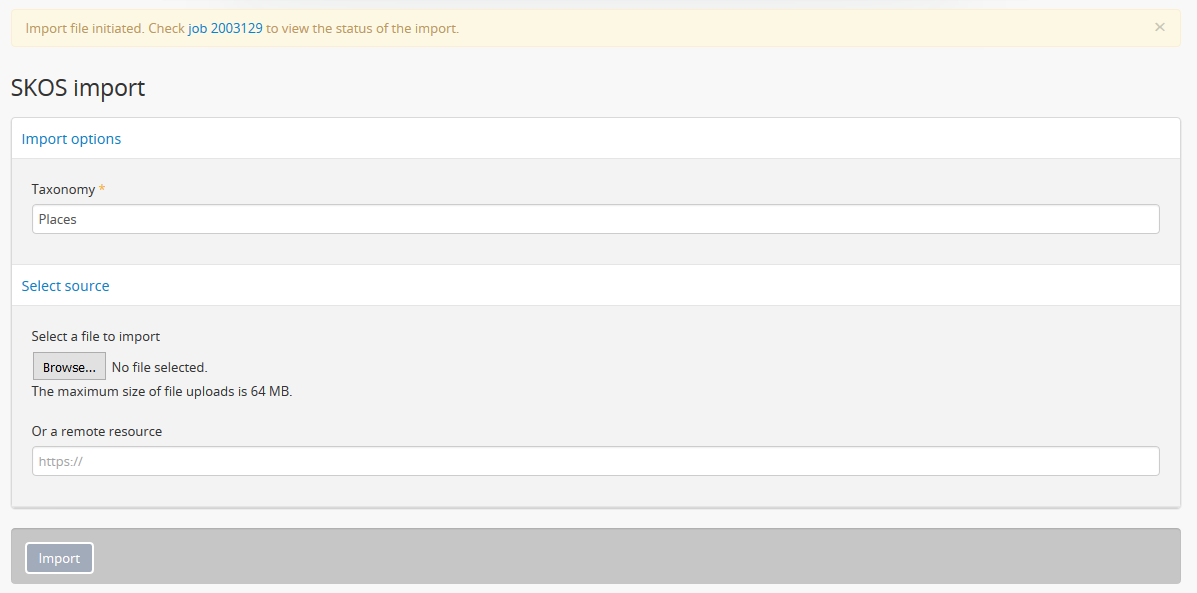 Import file initiated. Check job 2003129 to view the status of the import.
×
SKOS import
Import options
Taxonomy *
Places
Select source
Select a file to import
Browse... No file selected.
The maximum size of file uploads is 64 MB.
Or a remote resource
https://
Import